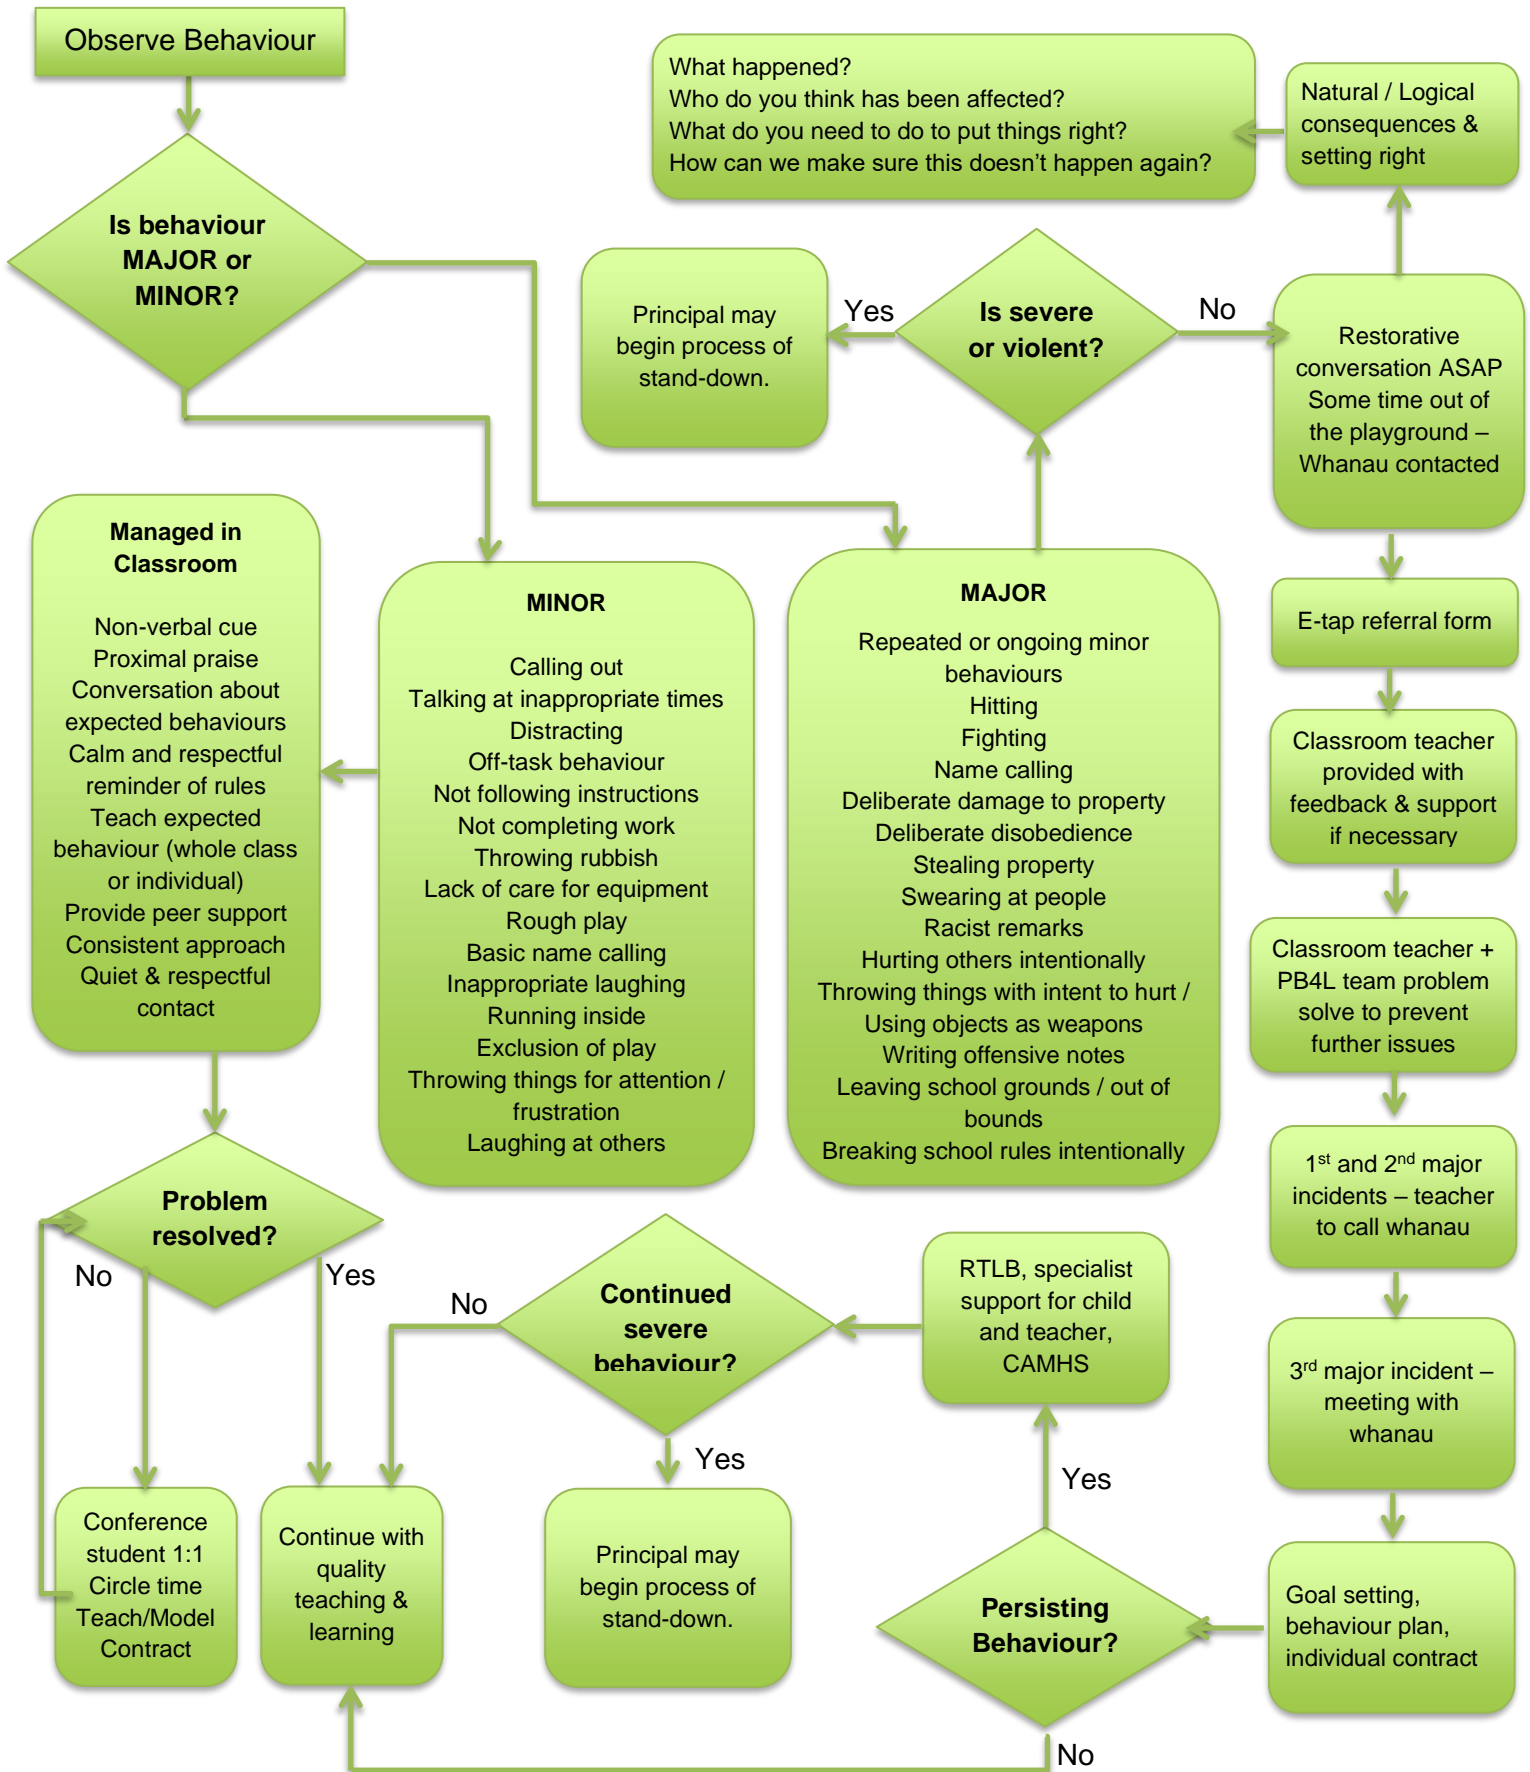 Observe Behaviour
What happened?
Who do you think has been affected?
What do you need to do to put things right?
How can we make sure this doesn’t happen again?
Natural / Logical
consequences &
setting right
Is behaviour
MAJOR or
MINOR?
Principal may
begin process of
stand-down.
Yes
Is severe
or violent?
No
Restorative
conversation ASAP
Some time out of
the playground –
Whanau contacted
Managed in
Classroom
Non-verbal cue
Proximal praise
Conversation about
expected behaviours
Calm and respectful
reminder of rules
Teach expected
behaviour (whole class
or individual)
Provide peer support
Consistent approach
Quiet & respectful
contact
MINOR
Calling out
Talking at inappropriate times
Distracting
Off-task behaviour
Not following instructions
Not completing work
Throwing rubbish
Lack of care for equipment
Rough play
Basic name calling
Inappropriate laughing
Running inside
Exclusion of play
Throwing things for attention /
frustration
Laughing at others
MAJOR
Repeated or ongoing minor
behaviours
Hitting
Fighting
Name calling
Deliberate damage to property
Deliberate disobedience
Stealing property
Swearing at people
Racist remarks
Hurting others intentionally
Throwing things with intent to hurt /
Using objects as weapons
Writing offensive notes
Leaving school grounds / out of
bounds
Breaking school rules intentionally
E-tap referral form
Classroom teacher
provided with
feedback & support
if necessary
Classroom teacher +
PB4L team problem
solve to prevent
further issues
1st and 2nd major
incidents – teacher
to call whanau
3rd major incident –
meeting with
whanau
Goal setting,
behaviour plan,
individual contract
Problem
resolved?
No
Yes
Conference
student 1:1
Circle time
Teach/Model
Contract
Continue with
quality
teaching &
learning
No
Continued
severe
behaviour?
Yes
Principal may
begin process of
stand-down.
RTLB, specialist
support for child
and teacher,
CAMHS
Yes
Persisting
Behaviour?
No